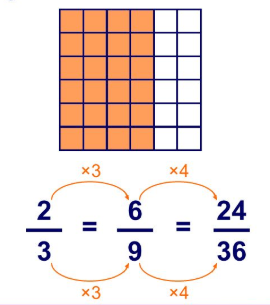 ×3 ×4
2/3 = 6/9 = 24/36
×3 ×4